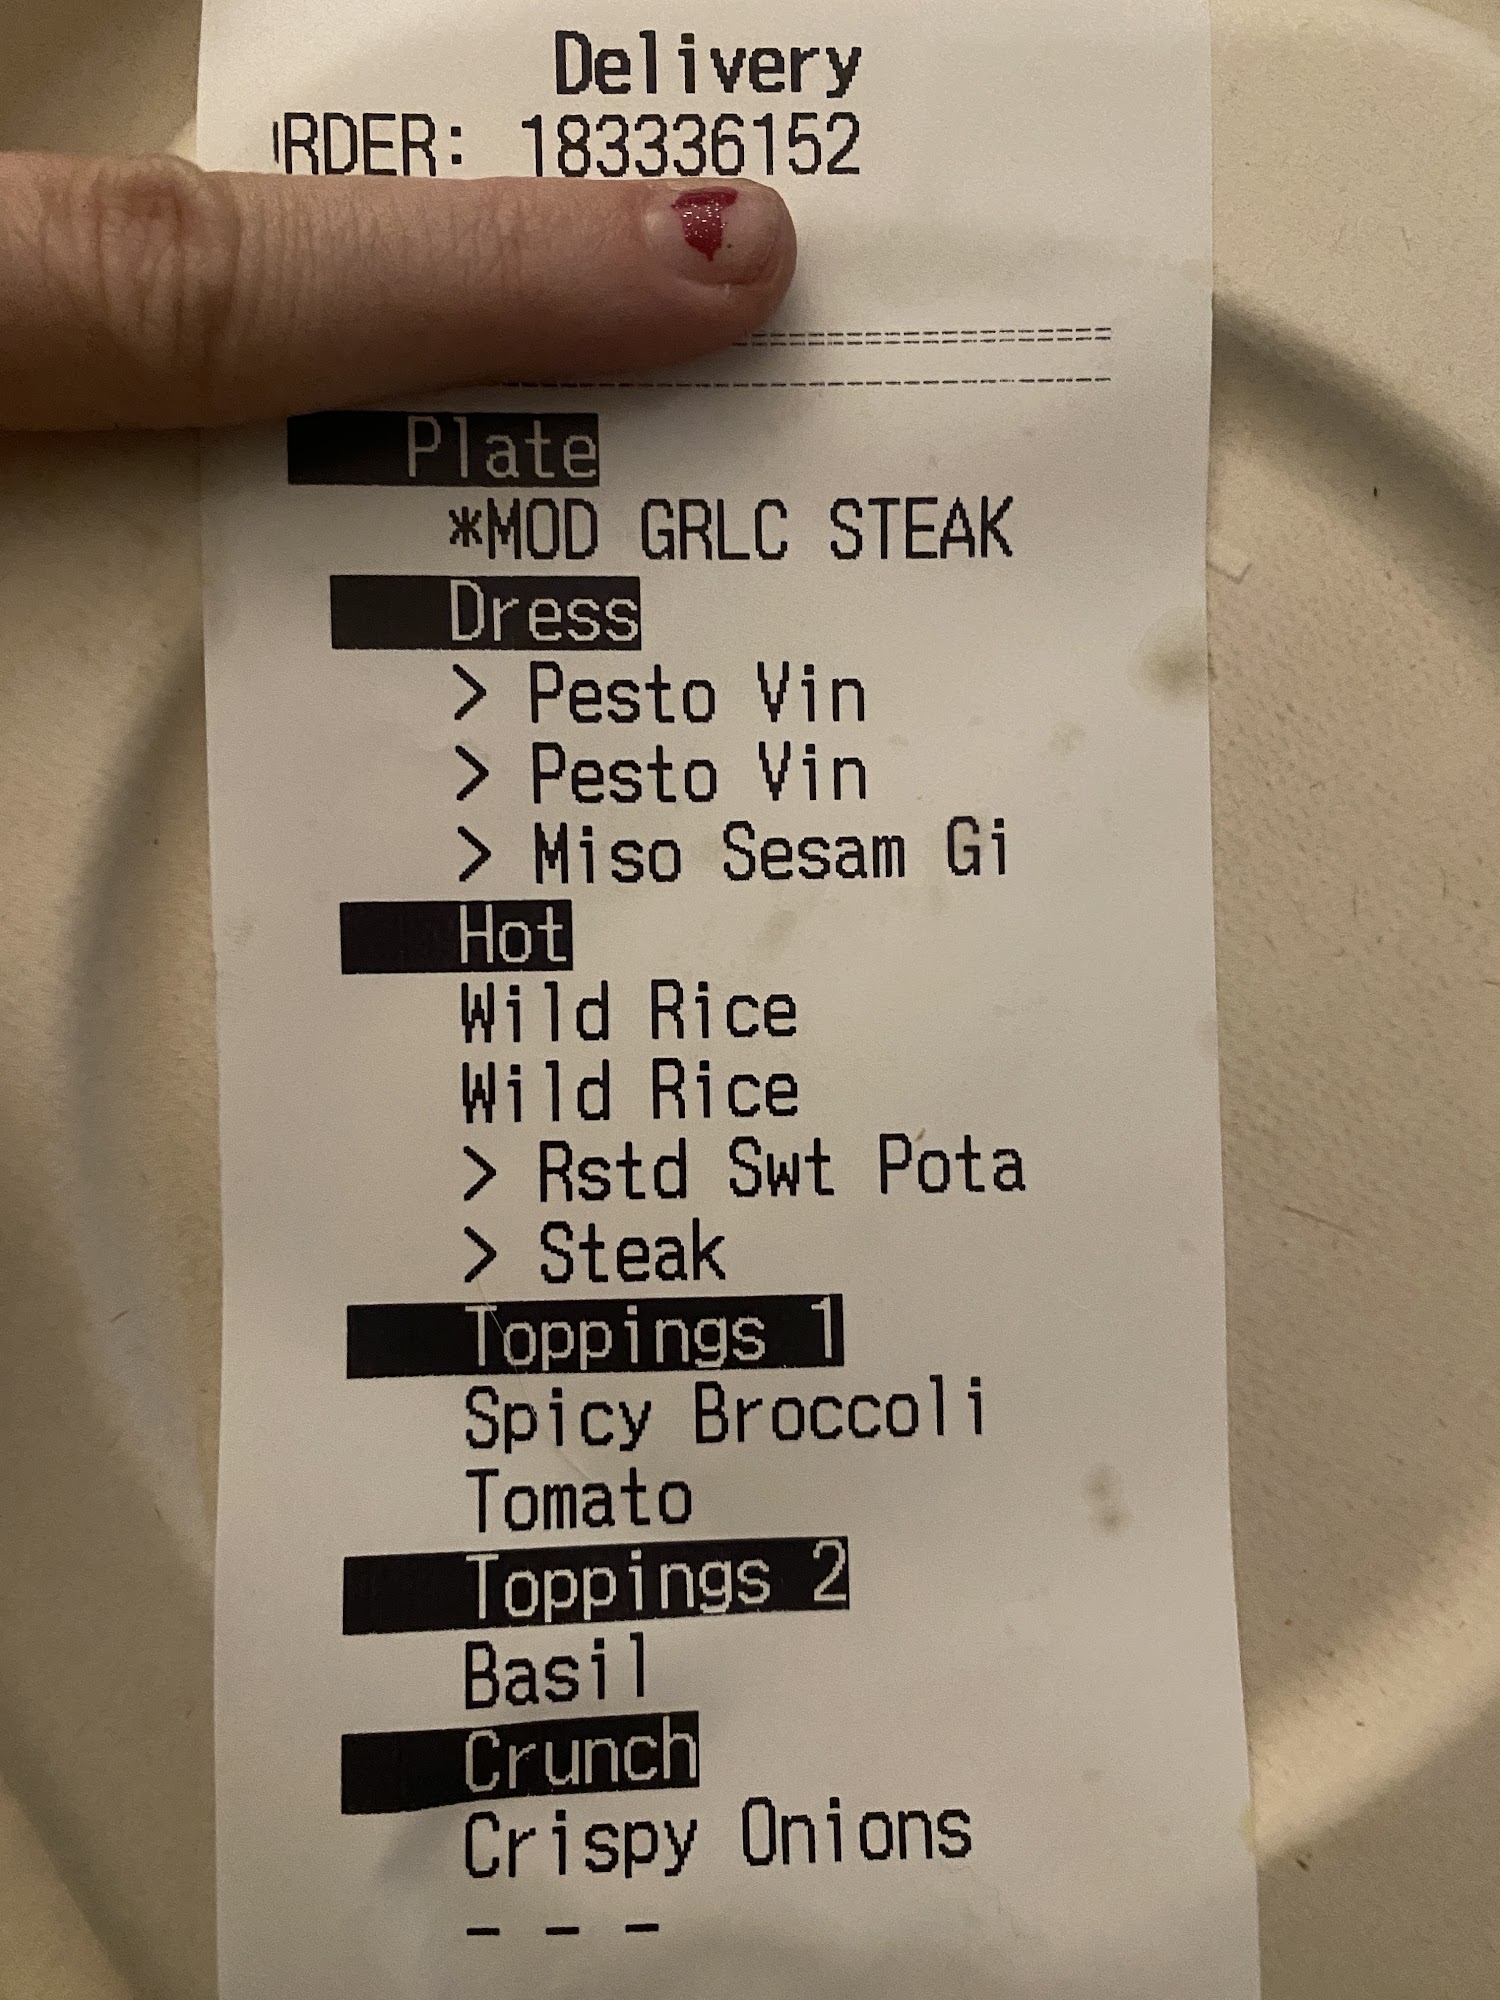 Delivery
RDER: 183336152
Plate
*MOD GRLC STEAK
Dress
> Pesto Vin
> Pesto Vin
> Miso Sesam Gi
Hot
Wild Rice
Wild Rice
> Rstd Swt Pota
> Steak
Toppings 1
Spicy Broccoli
Tomato
Toppings 2
Basil
Crunch
Crispy Onions
- - -